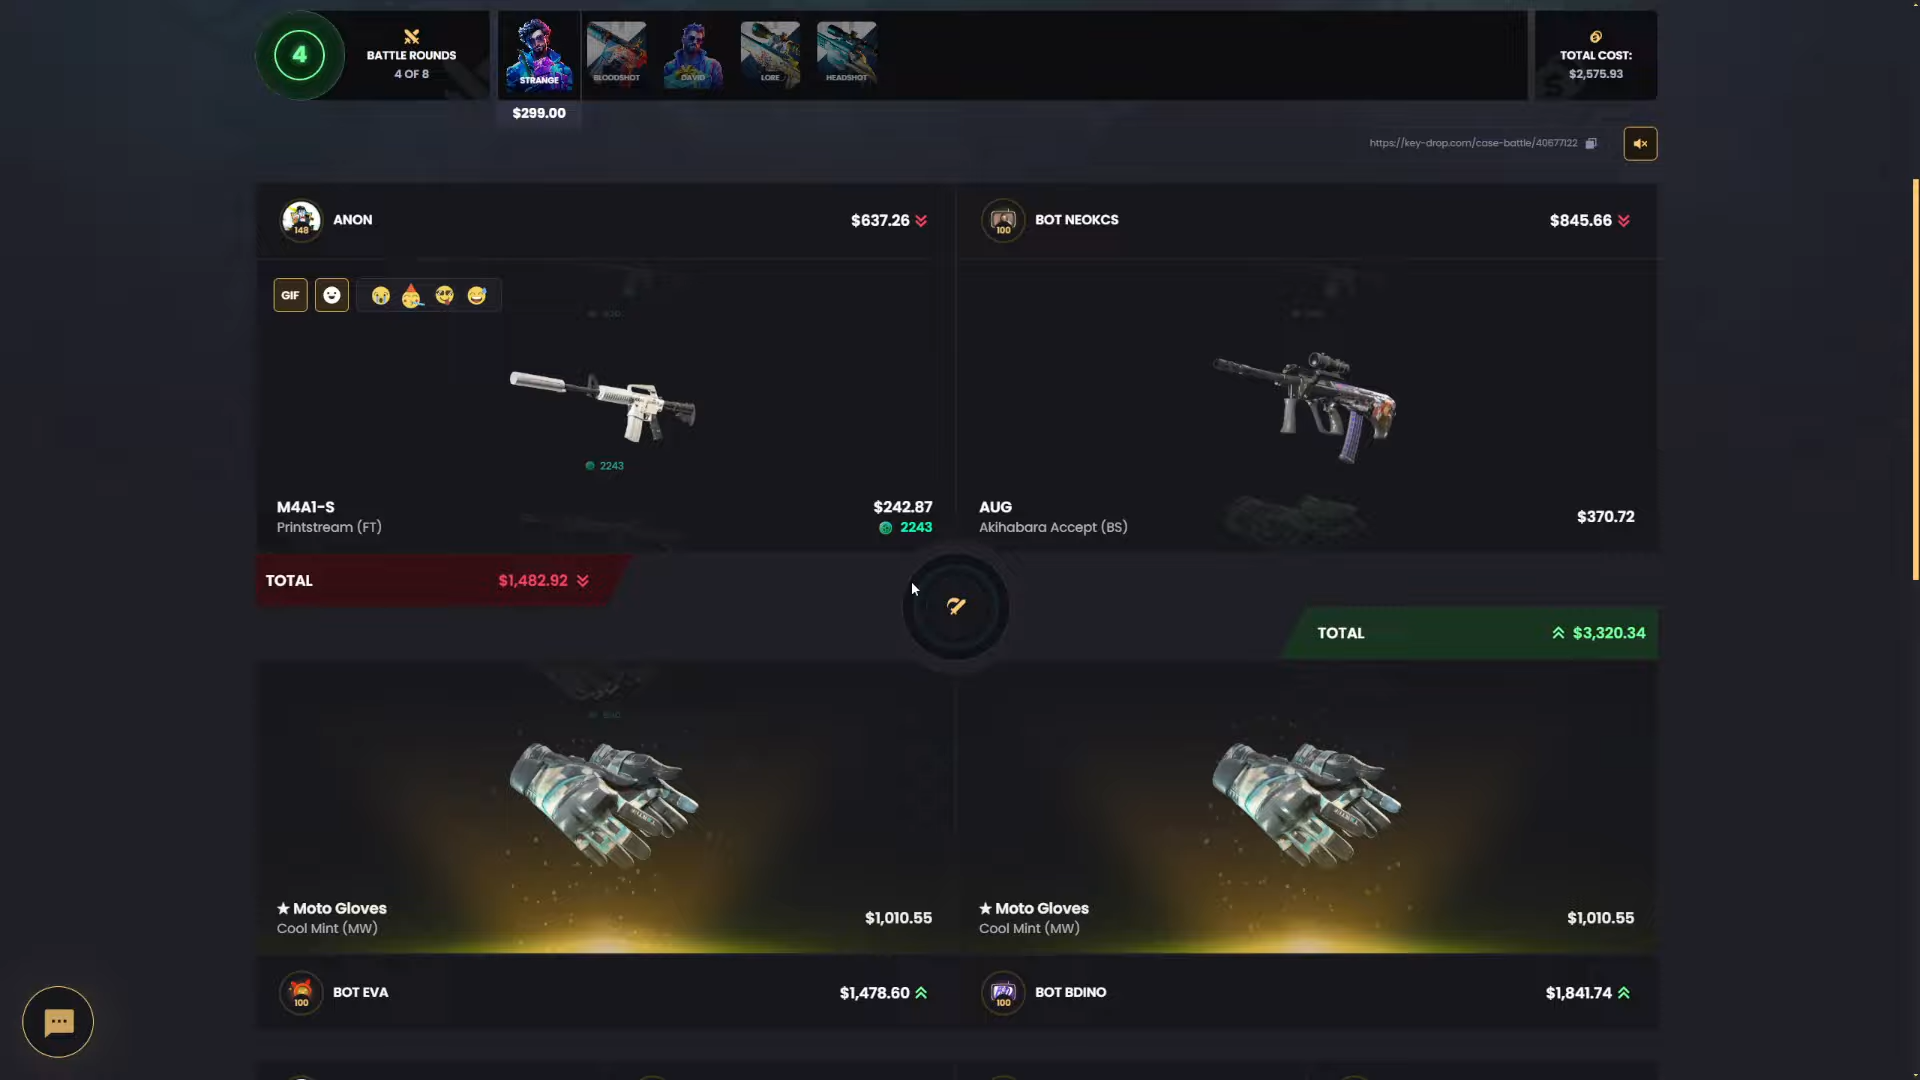 4
BATTLE ROUNDS
4 OF 8
STRANGE
BLOODSHOT
DAVID
LORE
HEADSHOT
TOTAL COST:
$2,575.93
$299.00
https://key-drop.com/case-battle/40677122
148
ANON
$637.26
100
BOT NEOKCS
$845.66
GIF
2243
M4A1-S
Printstream (FT)
$242.87
2243
AUG
Akihabara Accept (BS)
$370.72
TOTAL
$1,482.92
TOTAL
$3,320.34
★ Moto Gloves
Cool Mint (MW)
$1,010.55
★ Moto Gloves
Cool Mint (MW)
$1,010.55
100
BOT EVA
$1,478.60
100
BOT BDINO
$1,841.74